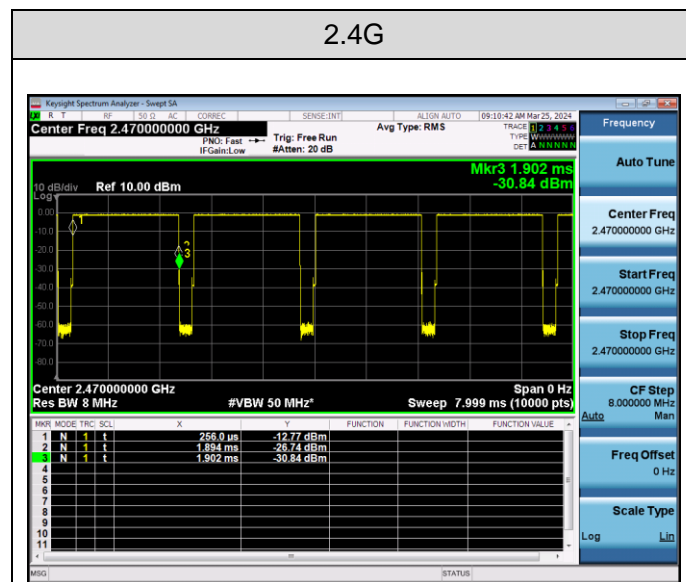 2.4G
Keysight Spectrum Analyzer - Swept SA
R T RF 50 Ω AC CORREC SENSE:INT ALIGN AUTO 09:10:42 AM Mar 25, 2024
Center Freq 2.470000000 GHz
PNO: Fast
IFGain:Low
Trig: Free Run
#Atten: 20 dB
Avg Type: RMS
TRACE 1 2 3 4 5 6
TYPE WWWWWW
DET A N N N N N
Frequency
Mkr3 1.902 ms
-30.84 dBm
10 dB/div Ref 10.00 dBm
Log
0.00
-10.0
-20.0
-30.0
-40.0
-50.0
-60.0
-70.0
-80.0
1
2
3
Center 2.470000000 GHz Span 0 Hz
Res BW 8 MHz #VBW 50 MHz* Sweep 7.999 ms (10000 pts)
MKR MODE TRC SCL X Y FUNCTION FUNCTION WIDTH FUNCTION VALUE
1 N 1 t 256.0 µs -12.77 dBm
2 N 1 t 1.894 ms -26.74 dBm
3 N 1 t 1.902 ms -30.84 dBm
4
5
6
7
8
9
10
11
MSG STATUS
Auto Tune
Center Freq
2.470000000 GHz
Start Freq
2.470000000 GHz
Stop Freq
2.470000000 GHz
CF Step
8.000000 MHz
Auto Man
Freq Offset
0 Hz
Scale Type
Log Lin